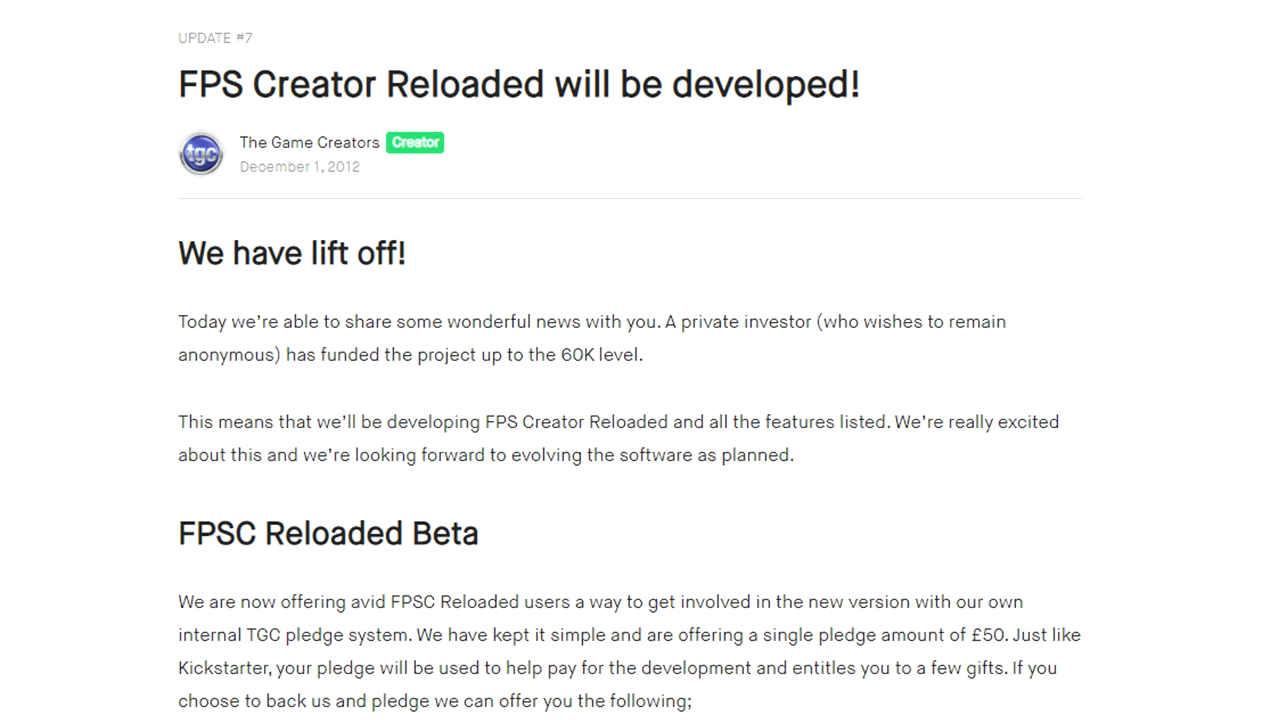 UPDATE #7
FPS Creator Reloaded will be developed!
tgc
The Game Creators Creator
December 1, 2012
We have lift off!
Today we're able to share some wonderful news with you. A private investor (who wishes to remain
anonymous) has funded the project up to the 60K level.
This means that we'll be developing FPS Creator Reloaded and all the features listed. We're really excited
about this and we're looking forward to evolving the software as planned.
FPSC Reloaded Beta
We are now offering avid FPSC Reloaded users a way to get involved in the new version with our own
internal TGC pledge system. We have kept it simple and are offering a single pledge amount of £50. Just like
Kickstarter, your pledge will be used to help pay for the development and entitles you to a few gifts. If you
choose to back us and pledge we can offer you the following;